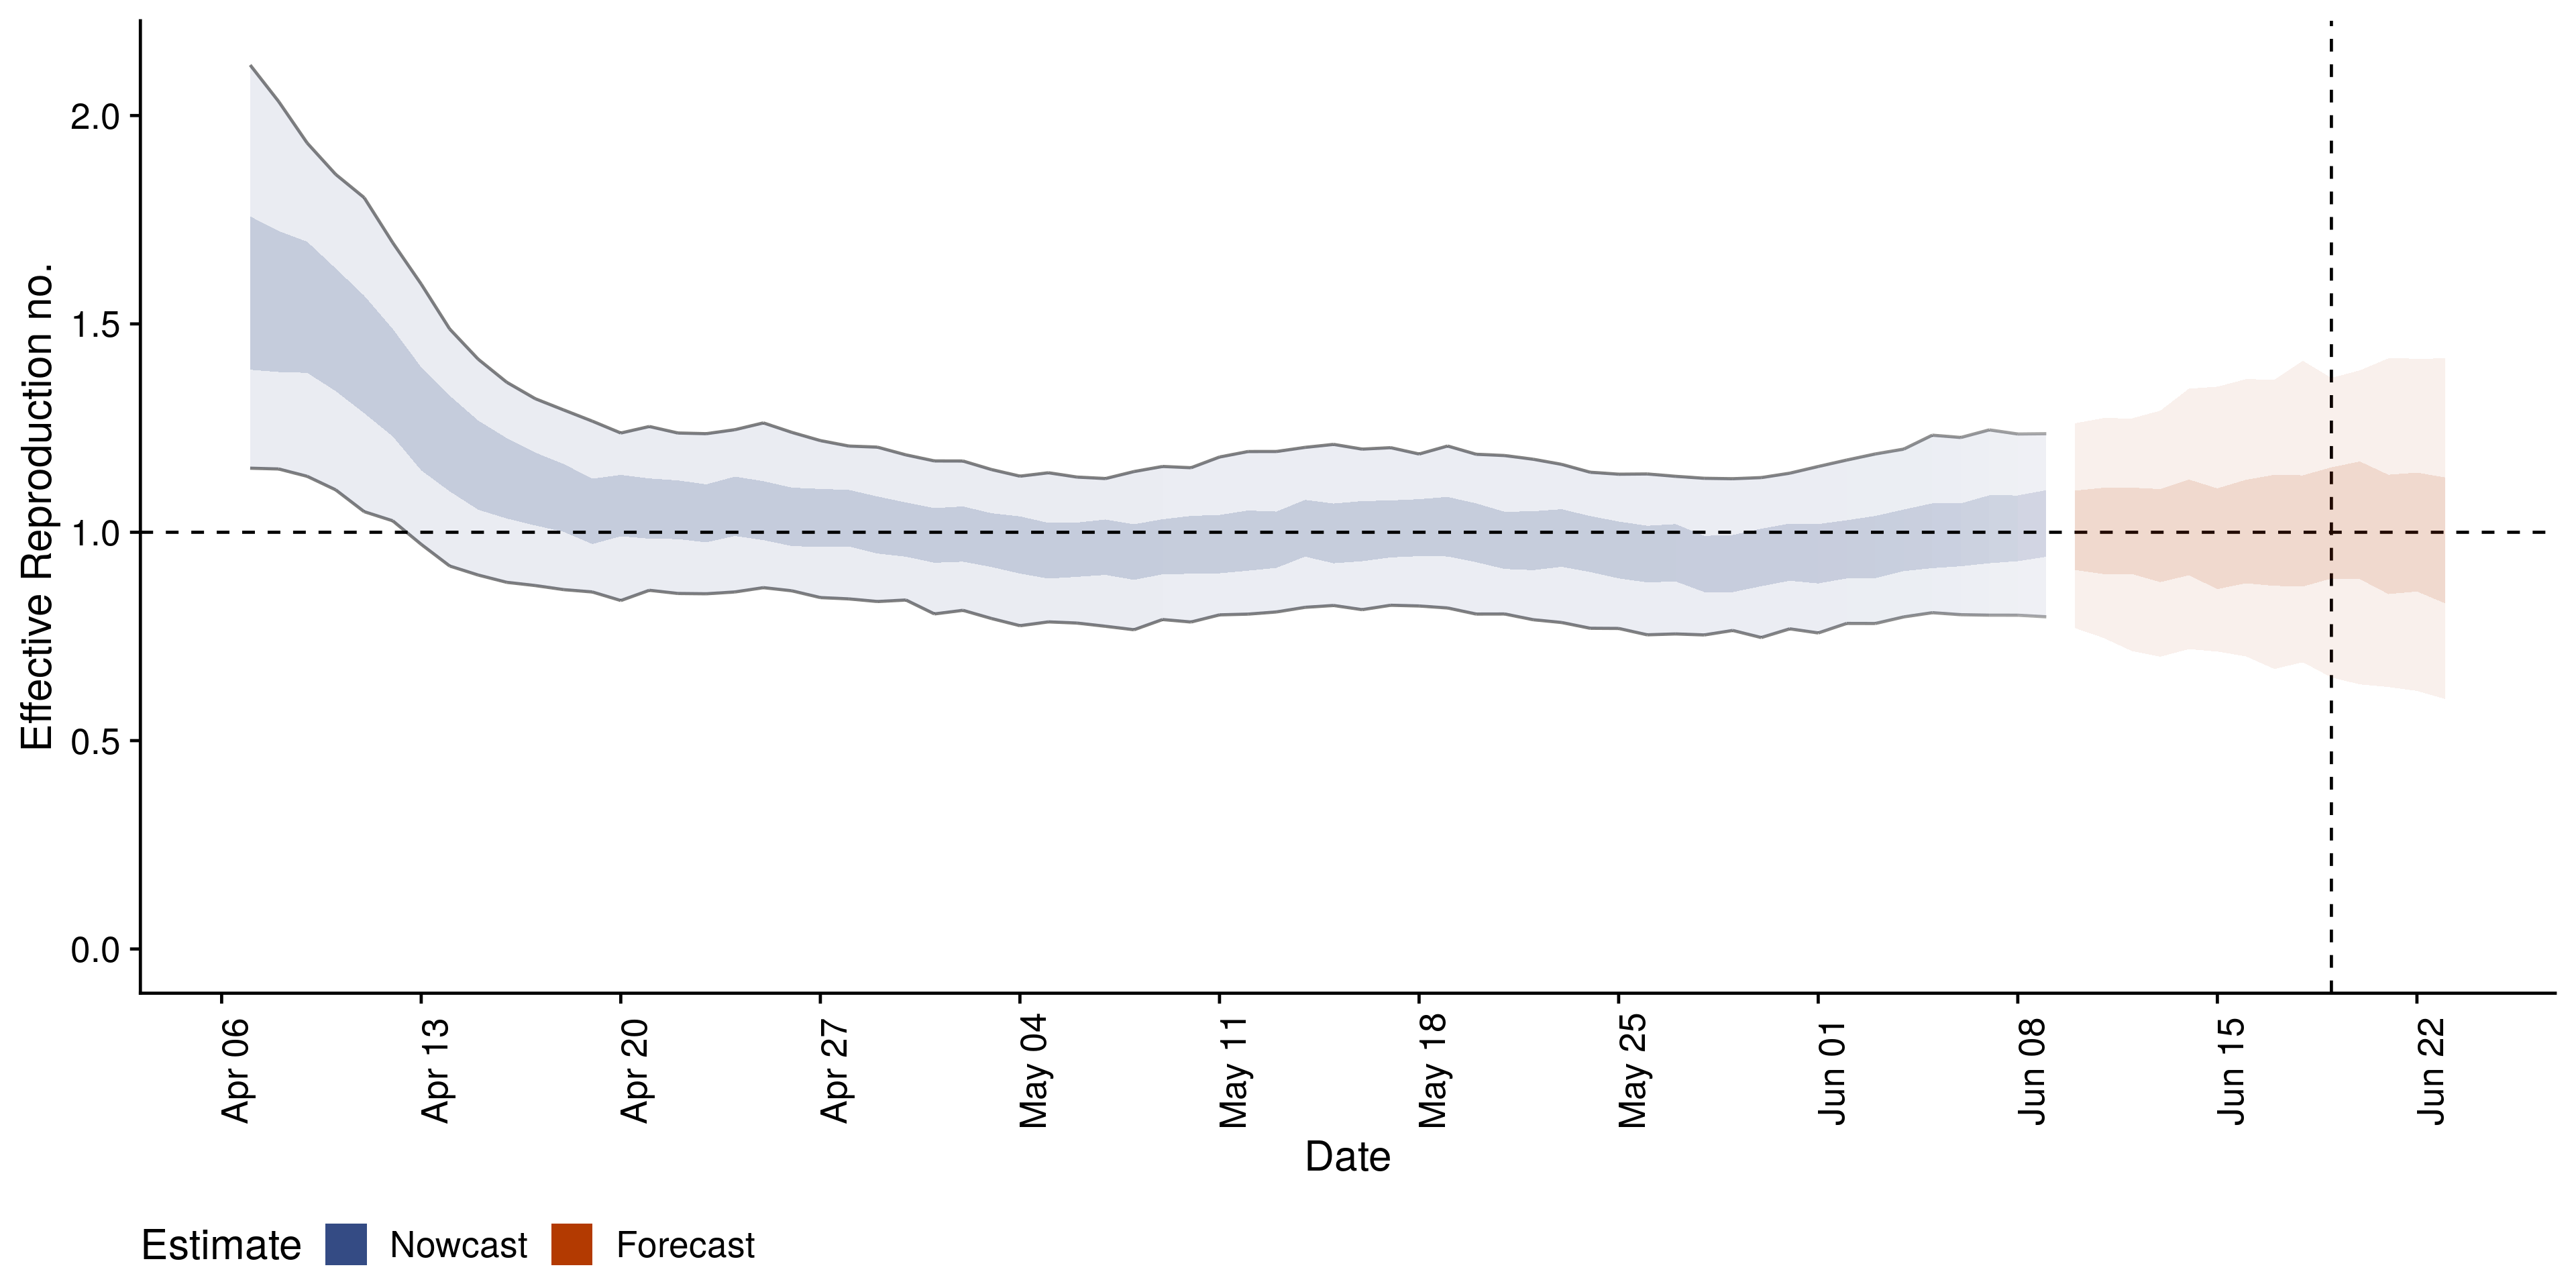 Effective Reproduction no.
2.0
1.5
1.0
0.5
0.0
Apr 06
Apr 13
Apr 20
Apr 27
May 04
May 11
May 18
May 25
Jun 01
Jun 08
Jun 15
Jun 22
Date
Estimate Nowcast Forecast